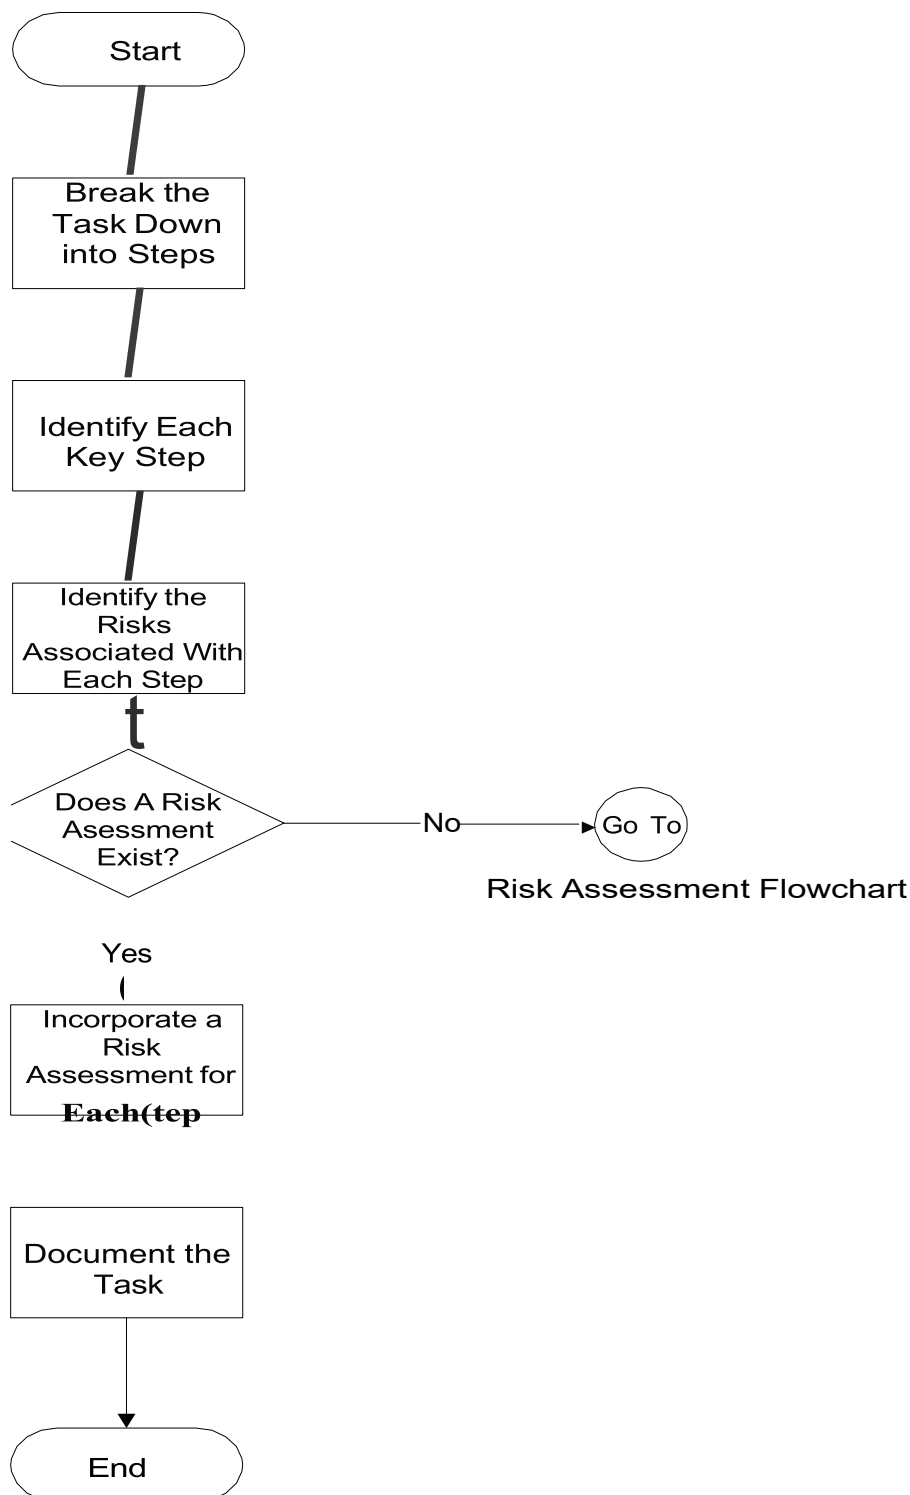 Start
Break the
Task Down
into Steps
Identify Each
Key Step
Identify the
Risks
Associated With
Each Step
t
Does A Risk
Asessment
Exist?
No
Go To
Risk Assessment Flowchart
Yes
(
Incorporate a
Risk
Assessment for
Each(tep
Document the
Task
End